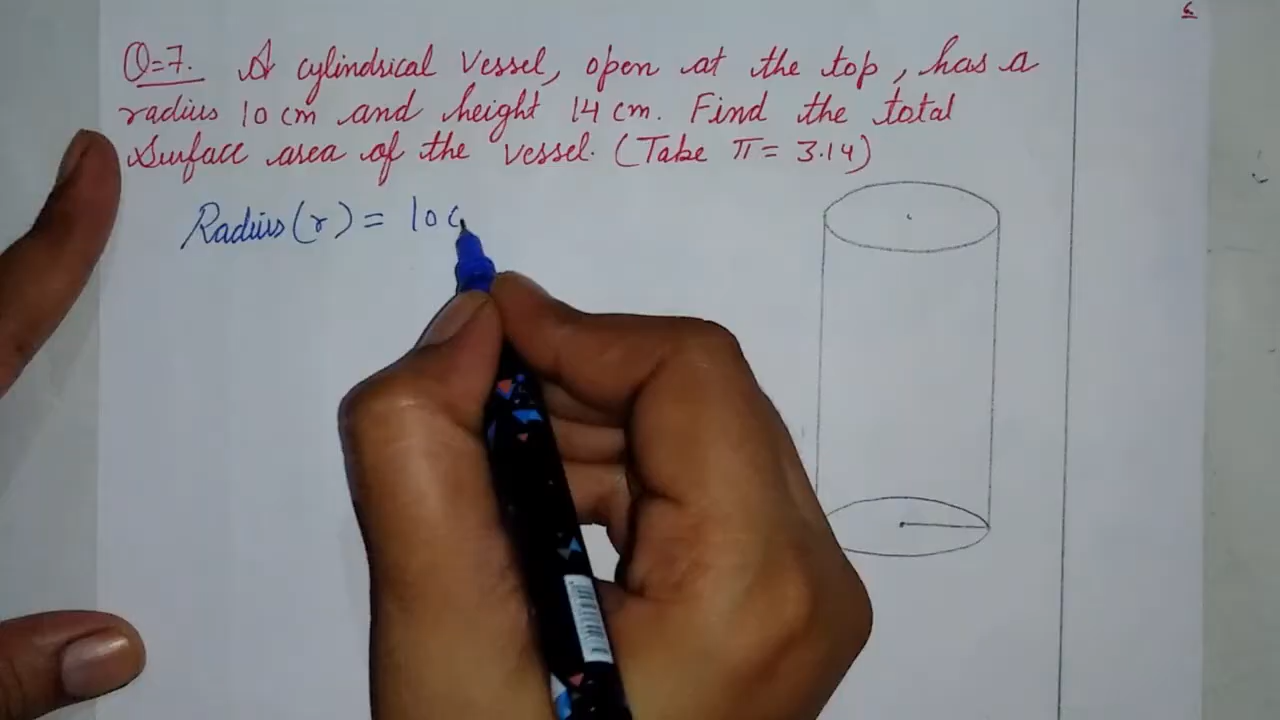 6.
Q=7. A cylindrical vessel, open at the top, has a
radius 10 cm and height 14 cm. Find the total
Surface area of the vessel. (Take π = 3.14)
Radius (r) = 10 c